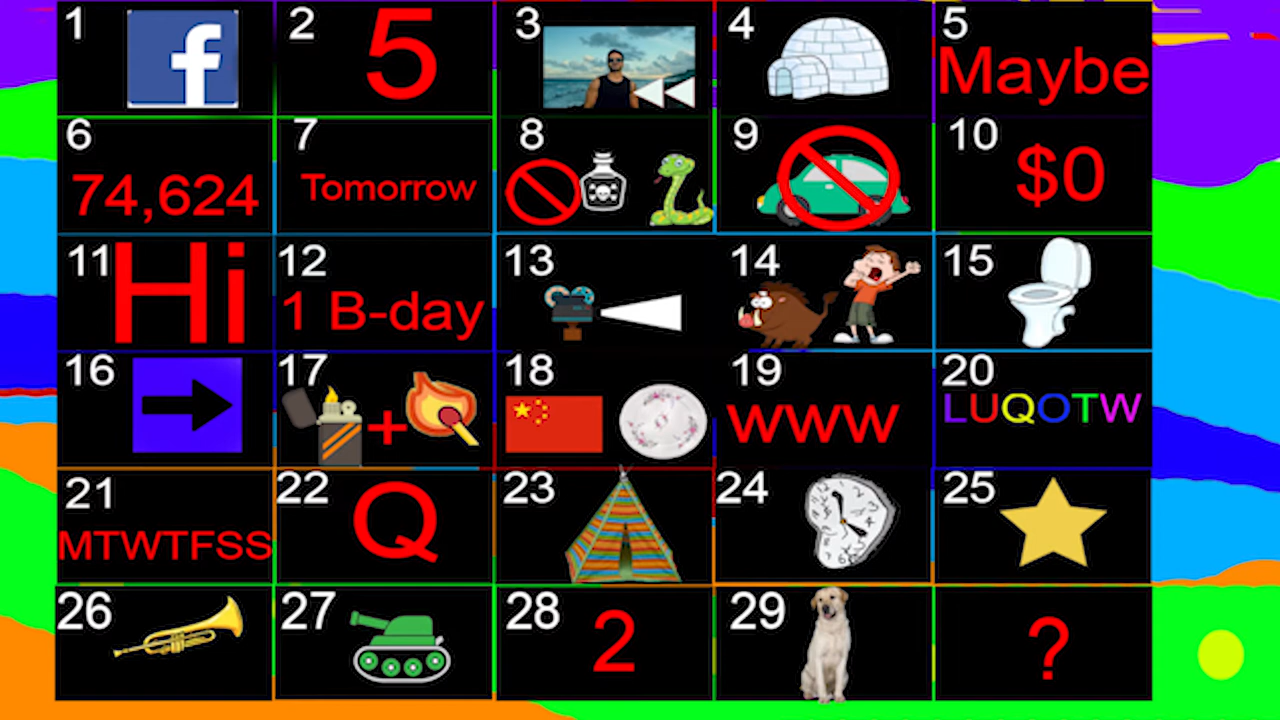 1 f 2 5 3 4 5 Maybe
6 74,624 7 Tomorrow 8 9 10 $0
11 Hi 12 1 B-day 13 14 15
16 17 + 18 19 WWW 20 LUQOTW
21 MTWTFSS 22 Q 23 24 25
26 27 28 2 29 ?